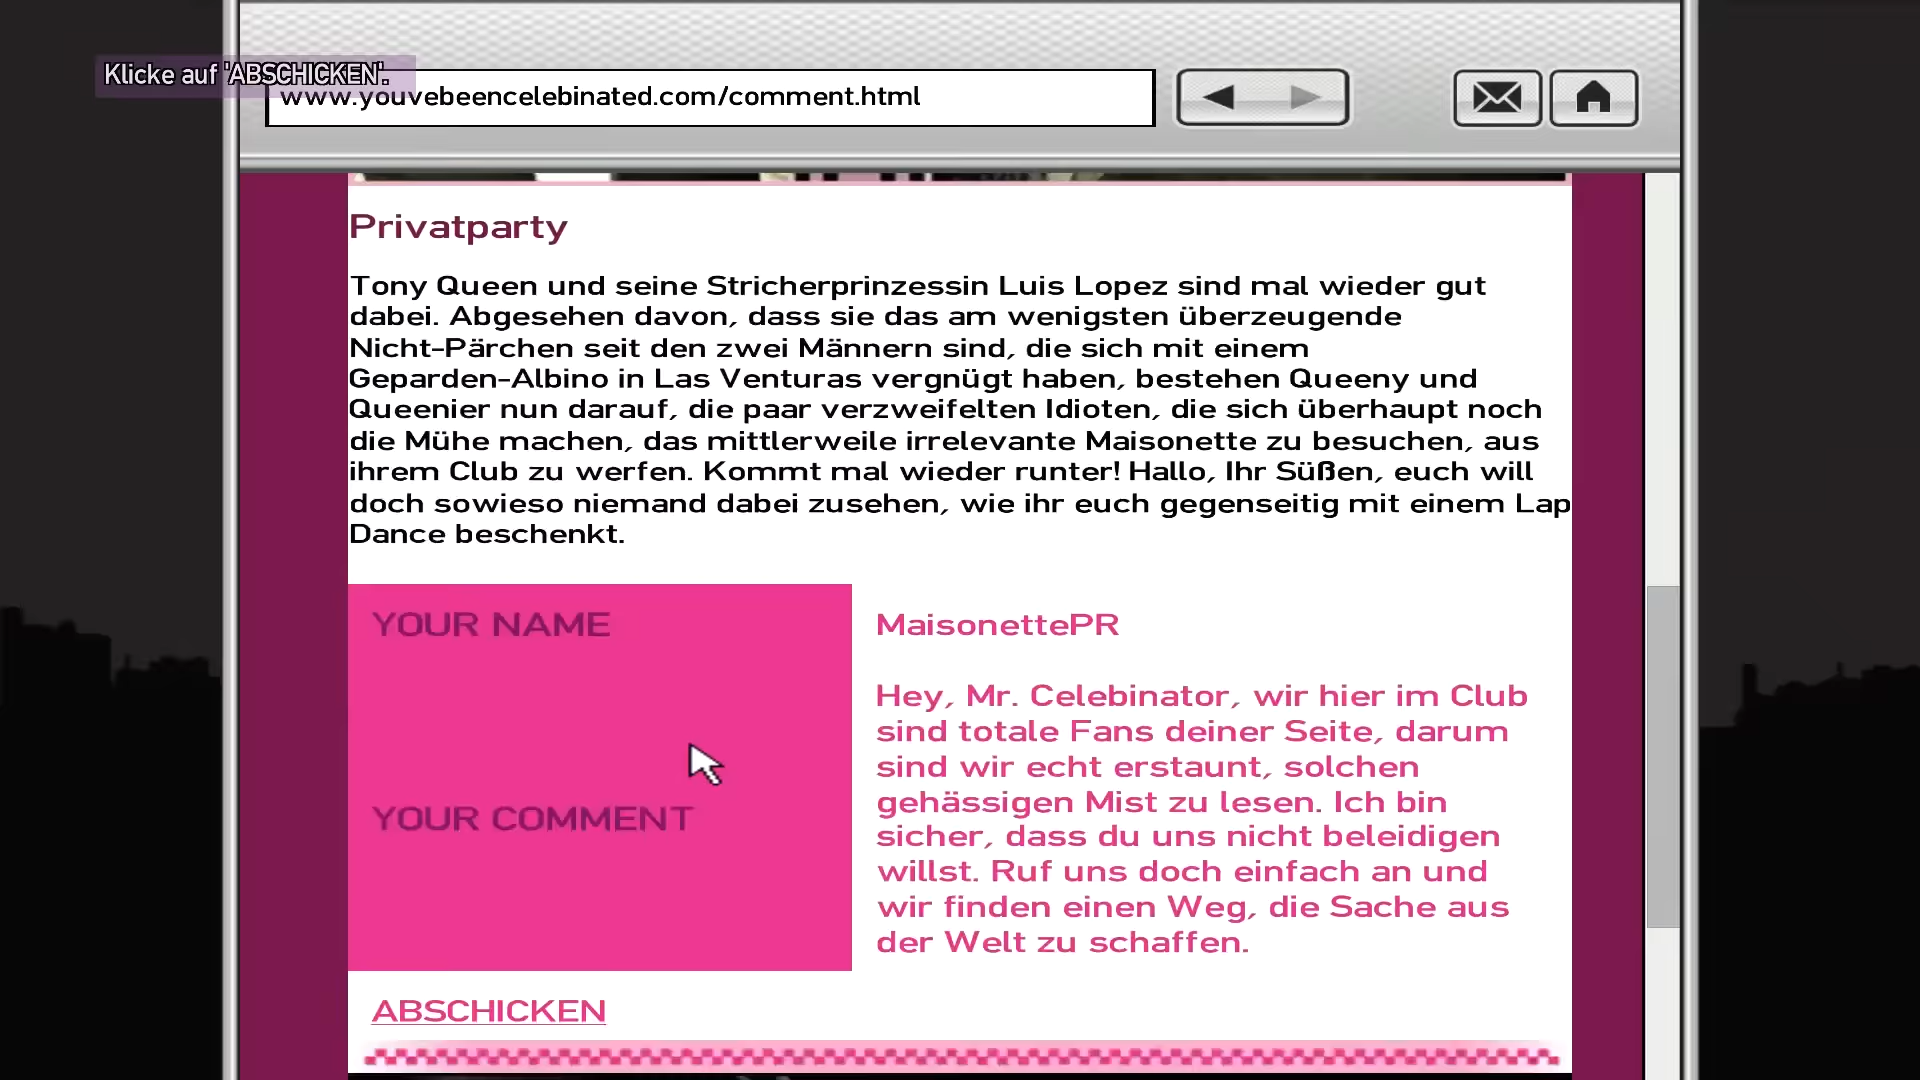 Klicke auf 'ABSCHICKEN'.
www.youvebeencelebinated.com/comment.html
Privatparty
Tony Queen und seine Stricherprinzessin Luis Lopez sind mal wieder gut
dabei. Abgesehen davon, dass sie das am wenigsten überzeugende
Nicht-Pärchen seit den zwei Männern sind, die sich mit einem
Geparden-Albino in Las Venturas vergnügt haben, bestehen Queeny und
Queenier nun darauf, die paar verzweifelten Idioten, die sich überhaupt noch
die Mühe machen, das mittlerweile irrelevante Maisonette zu besuchen, aus
ihrem Club zu werfen. Kommt mal wieder runter! Hallo, Ihr Süßen, euch will
doch sowieso niemand dabei zusehen, wie ihr euch gegenseitig mit einem Lap
Dance beschenkt.
YOUR NAME
YOUR COMMENT
MaisonettePR
Hey, Mr. Celebinator, wir hier im Club
sind totale Fans deiner Seite, darum
sind wir echt erstaunt, solchen
gehässigen Mist zu lesen. Ich bin
sicher, dass du uns nicht beleidigen
willst. Ruf uns doch einfach an und
wir finden einen Weg, die Sache aus
der Welt zu schaffen.
ABSCHICKEN